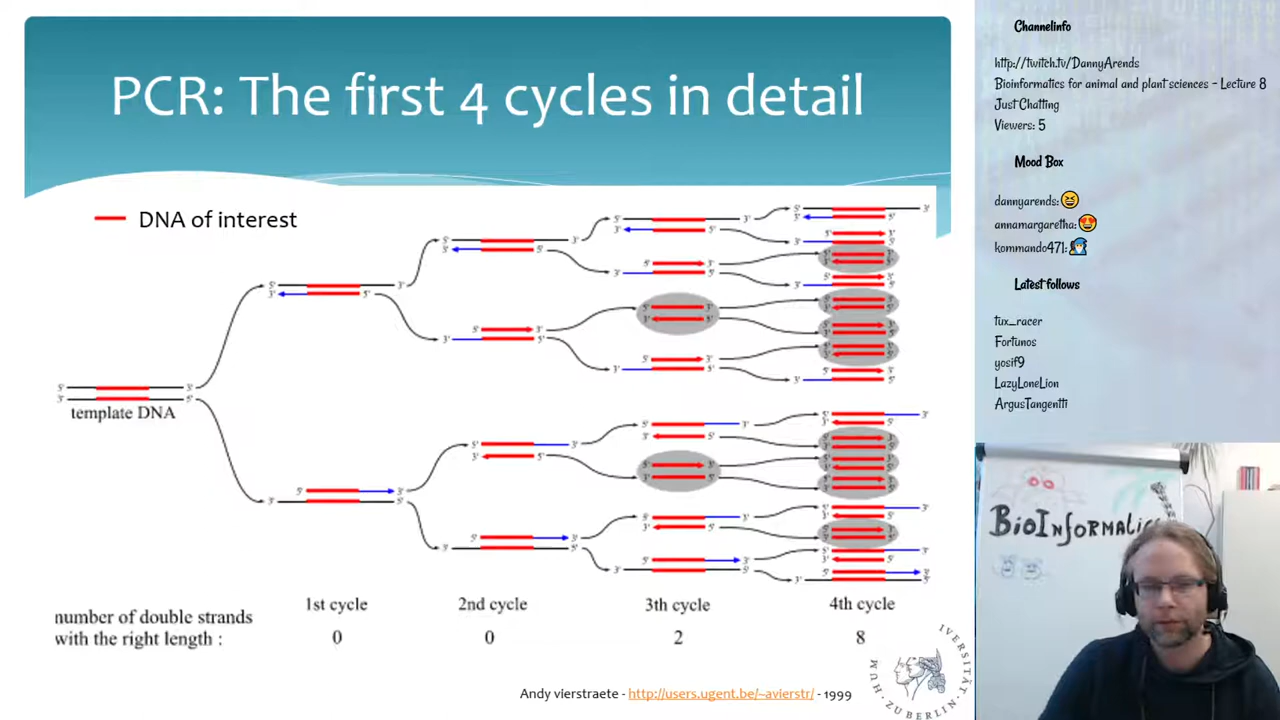 PCR: The first 4 cycles in detail
DNA of interest
template DNA
1st cycle
2nd cycle
3th cycle
4th cycle
number of double strands
with the right length :
0
0
2
8
Andy vierstraete - http://users.ugent.be/~avierstr/ - 1999
Channelinfo
http://twitch.tv/DannyArends
Bioinformatics for animal and plant sciences - Lecture 8
Just Chatting
Viewers: 5
Mood Box
dannyarends:😆
annamargaretha:😍
kommando471:
Latest follows
tux_racer
Fortunos
yosif9
LazyLoneLion
ArgusTangentti
BioInformatics